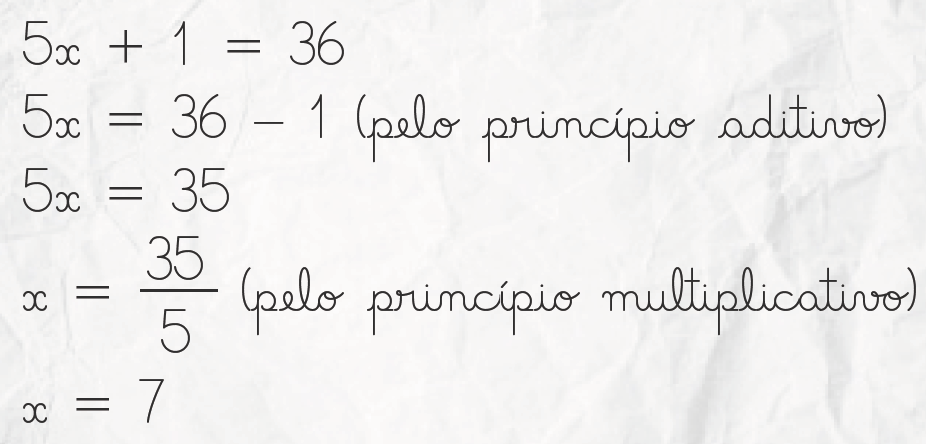 5x + 1 = 36
5x = 36 - 1 (pelo princípio aditivo)
5x = 35
x = 35/5 (pelo princípio multiplicativo)
x = 7